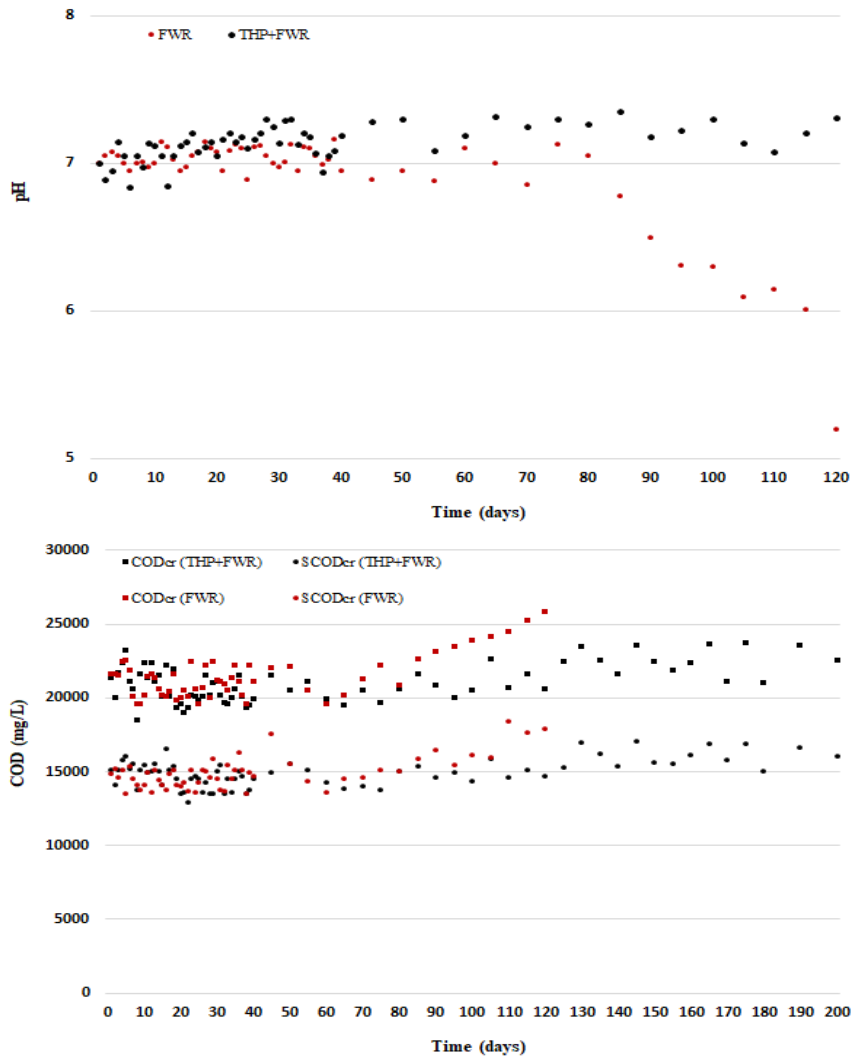 8
FWR THP+FWR
7
pH
6
5
0 10 20 30 40 50 60 70 80 90 100 110 120
Time (days)
30000
CODcr (THP+FWR) SCODcr (THP+FWR)
CODcr (FWR) SCODcr (FWR)
25000
20000
COD (mg/L)
15000
10000
5000
0
0 10 20 30 40 50 60 70 80 90 100 110 120 130 140 150 160 170 180 190 200
Time (days)